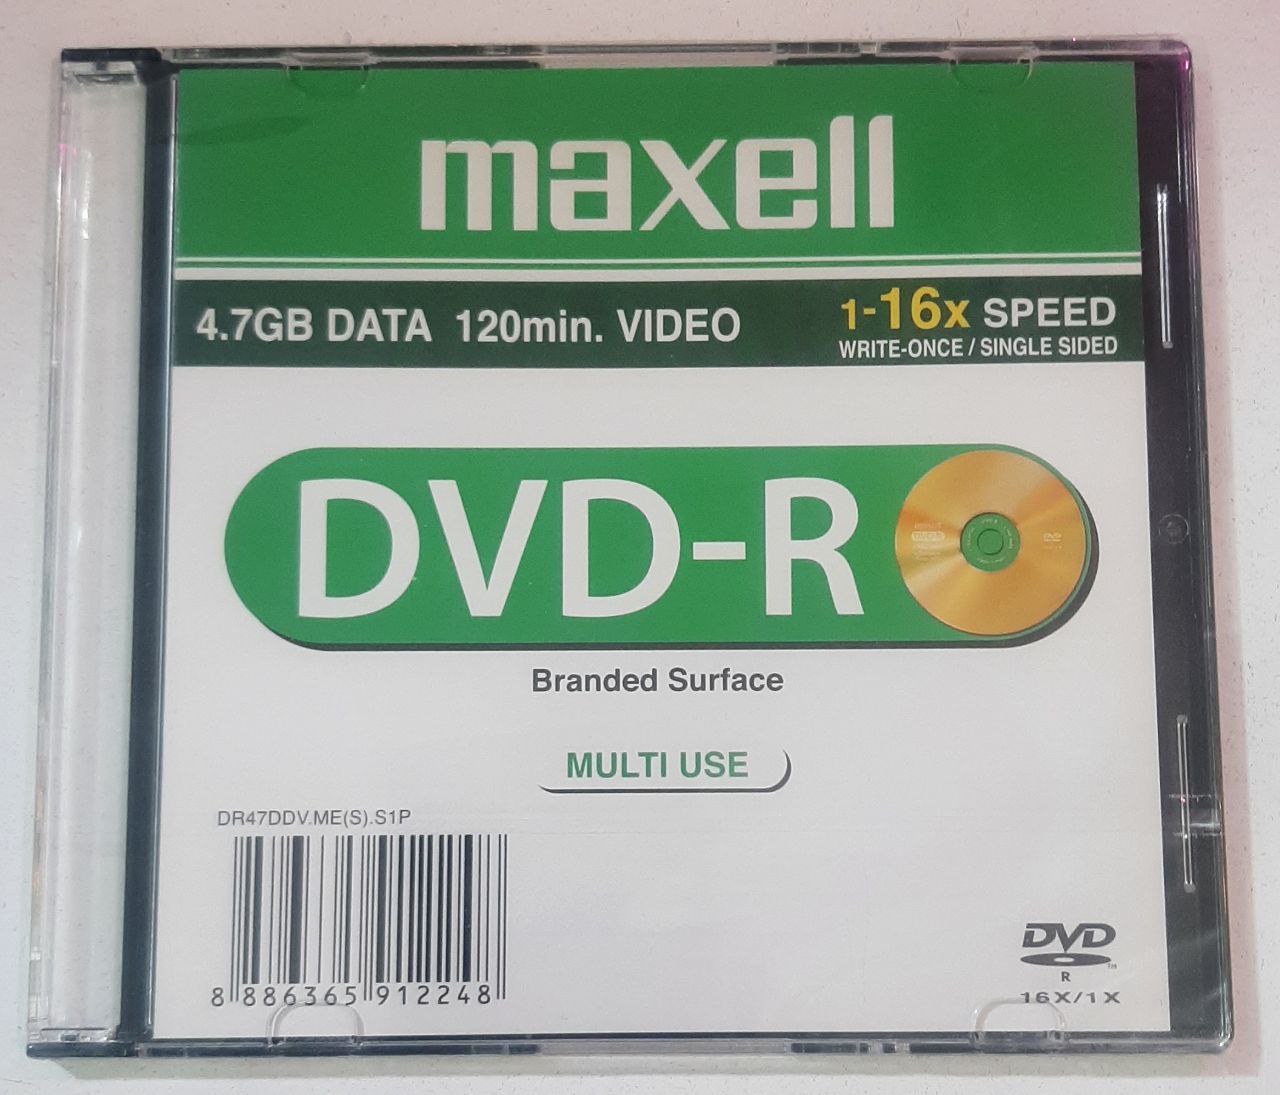 maxell
4.7GB DATA 120min. VIDEO
1-16x SPEED
WRITE-ONCE / SINGLE SIDED
DVD-R
Branded Surface
MULTI USE
DR47DDV.ME(S).S1P
8 886365 912248
DVD
R
™
16X/1X